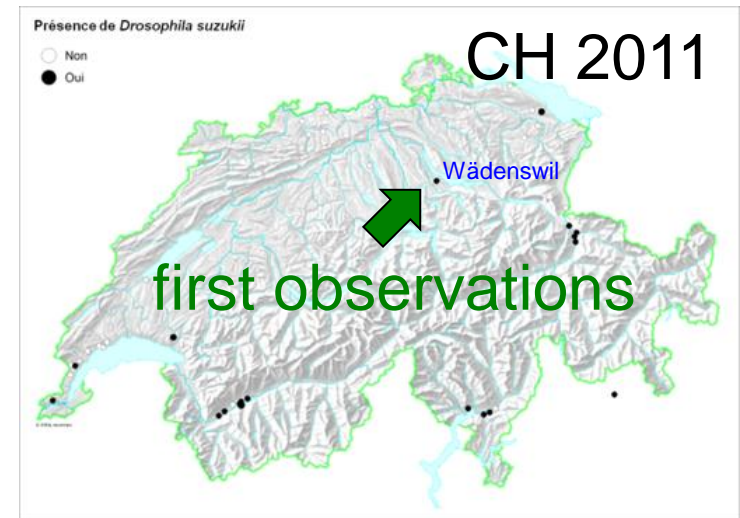 Présence de Drosophila suzukii
Non
Oui
CH 2011
Wädenswil
first observations